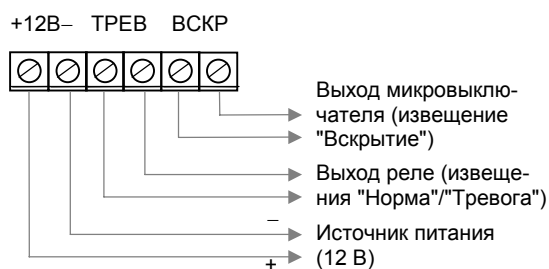 +12В– ТРЕВ ВСКР
Выход микровыклю-
чателя (извещение
"Вскрытие")
Выход реле (извеще-
ния "Норма"/"Тревога")
–
Источник питания
+ (12 В)